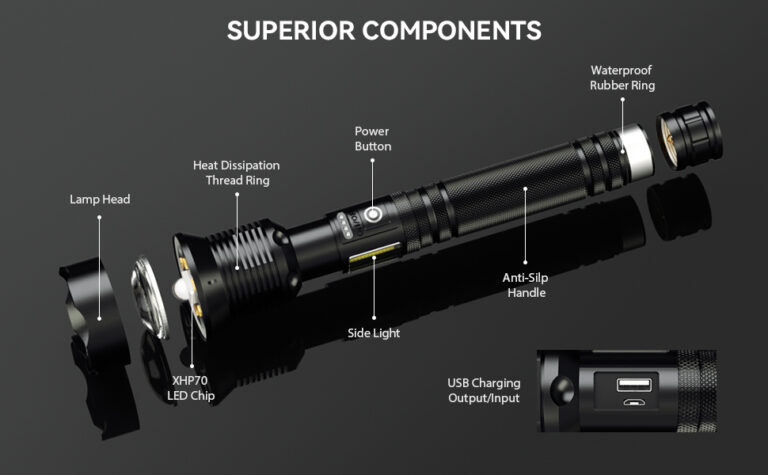 SUPERIOR COMPONENTS
Waterproof
Rubber Ring
Power
Button
Heat Dissipation
Thread Ring
Lamp Head
Anti-Silp
Handle
Side Light
XHP70
LED Chip
USB Charging
Output/Input